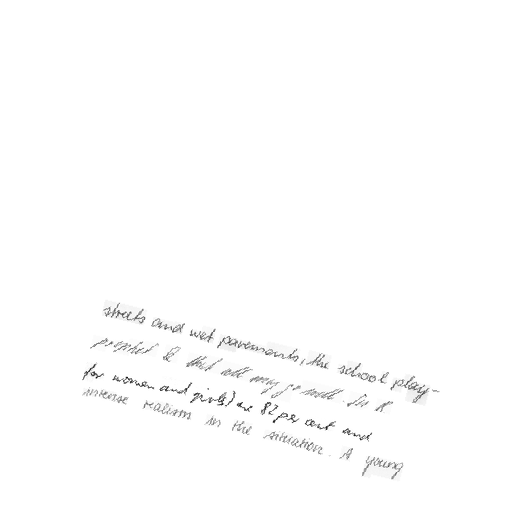 streets and wet pavements, the school play-
that all may go well. In
for women and girls) are 82 per cent and
intense realism in the situation. A young